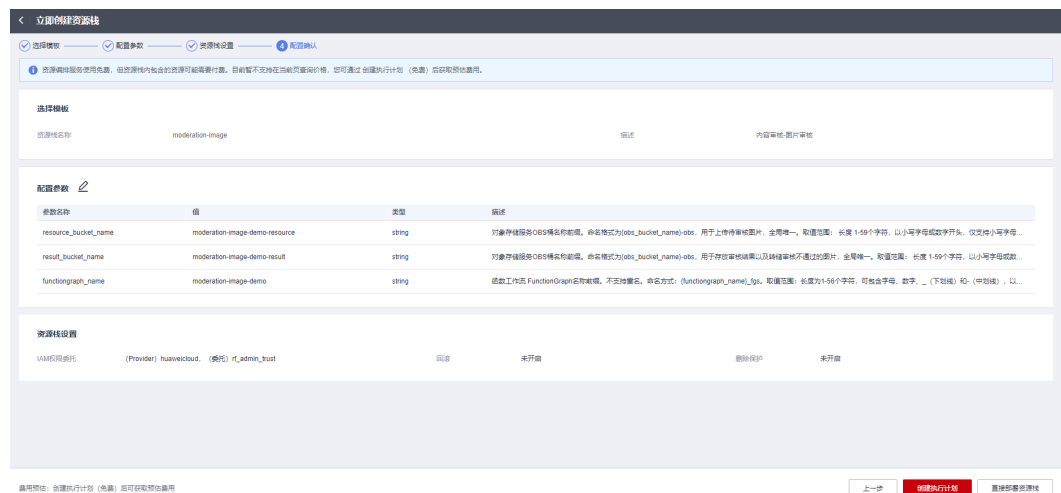 < 立即创建资源栈
选择模板 配置参数 资源栈设置 4 配置确认
资源编排服务使用免费，但资源栈内包含的资源可能需要付费。目前暂不支持在当前页查询价格，您可通过 创建执行计划 （免费）后获取预估费用。
选择模板
资源栈名称 moderation-image 描述 内容审核-图片审核
配置参数
参数名称 值 类型 描述
resource_bucket_name moderation-image-demo-resource string 对象存储服务OBS桶名称前缀。命名格式为{obs_bucket_name}-obs，用于上传待审核图片，全局唯一。取值范围：长度 1-59个字符，以小写字母或数字开头，仅支持小写字母...
result_bucket_name moderation-image-demo-result string 对象存储服务OBS桶名称前缀。命名格式为{obs_bucket_name}-obs，用于存放审核结果以及转储审核不通过的图片，全局唯一。取值范围：长度 1-59个字符，以小写字母或数...
functiongraph_name moderation-image-demo string 函数工作流 FunctionGraph名称前缀。不支持重名。命名方式：{functiongraph_name}_fgs。取值范围：长度为1-56个字符，可包含字母、数字、_（下划线）和-（中划线），以...
资源栈设置
IAM权限委托 （Provider）huaweicloud，（委托）rf_admin_trust 回滚 未开启 删除保护 未开启
费用预估：创建执行计划（免费）后可获取预估费用 上一步 创建执行计划 直接部署资源栈